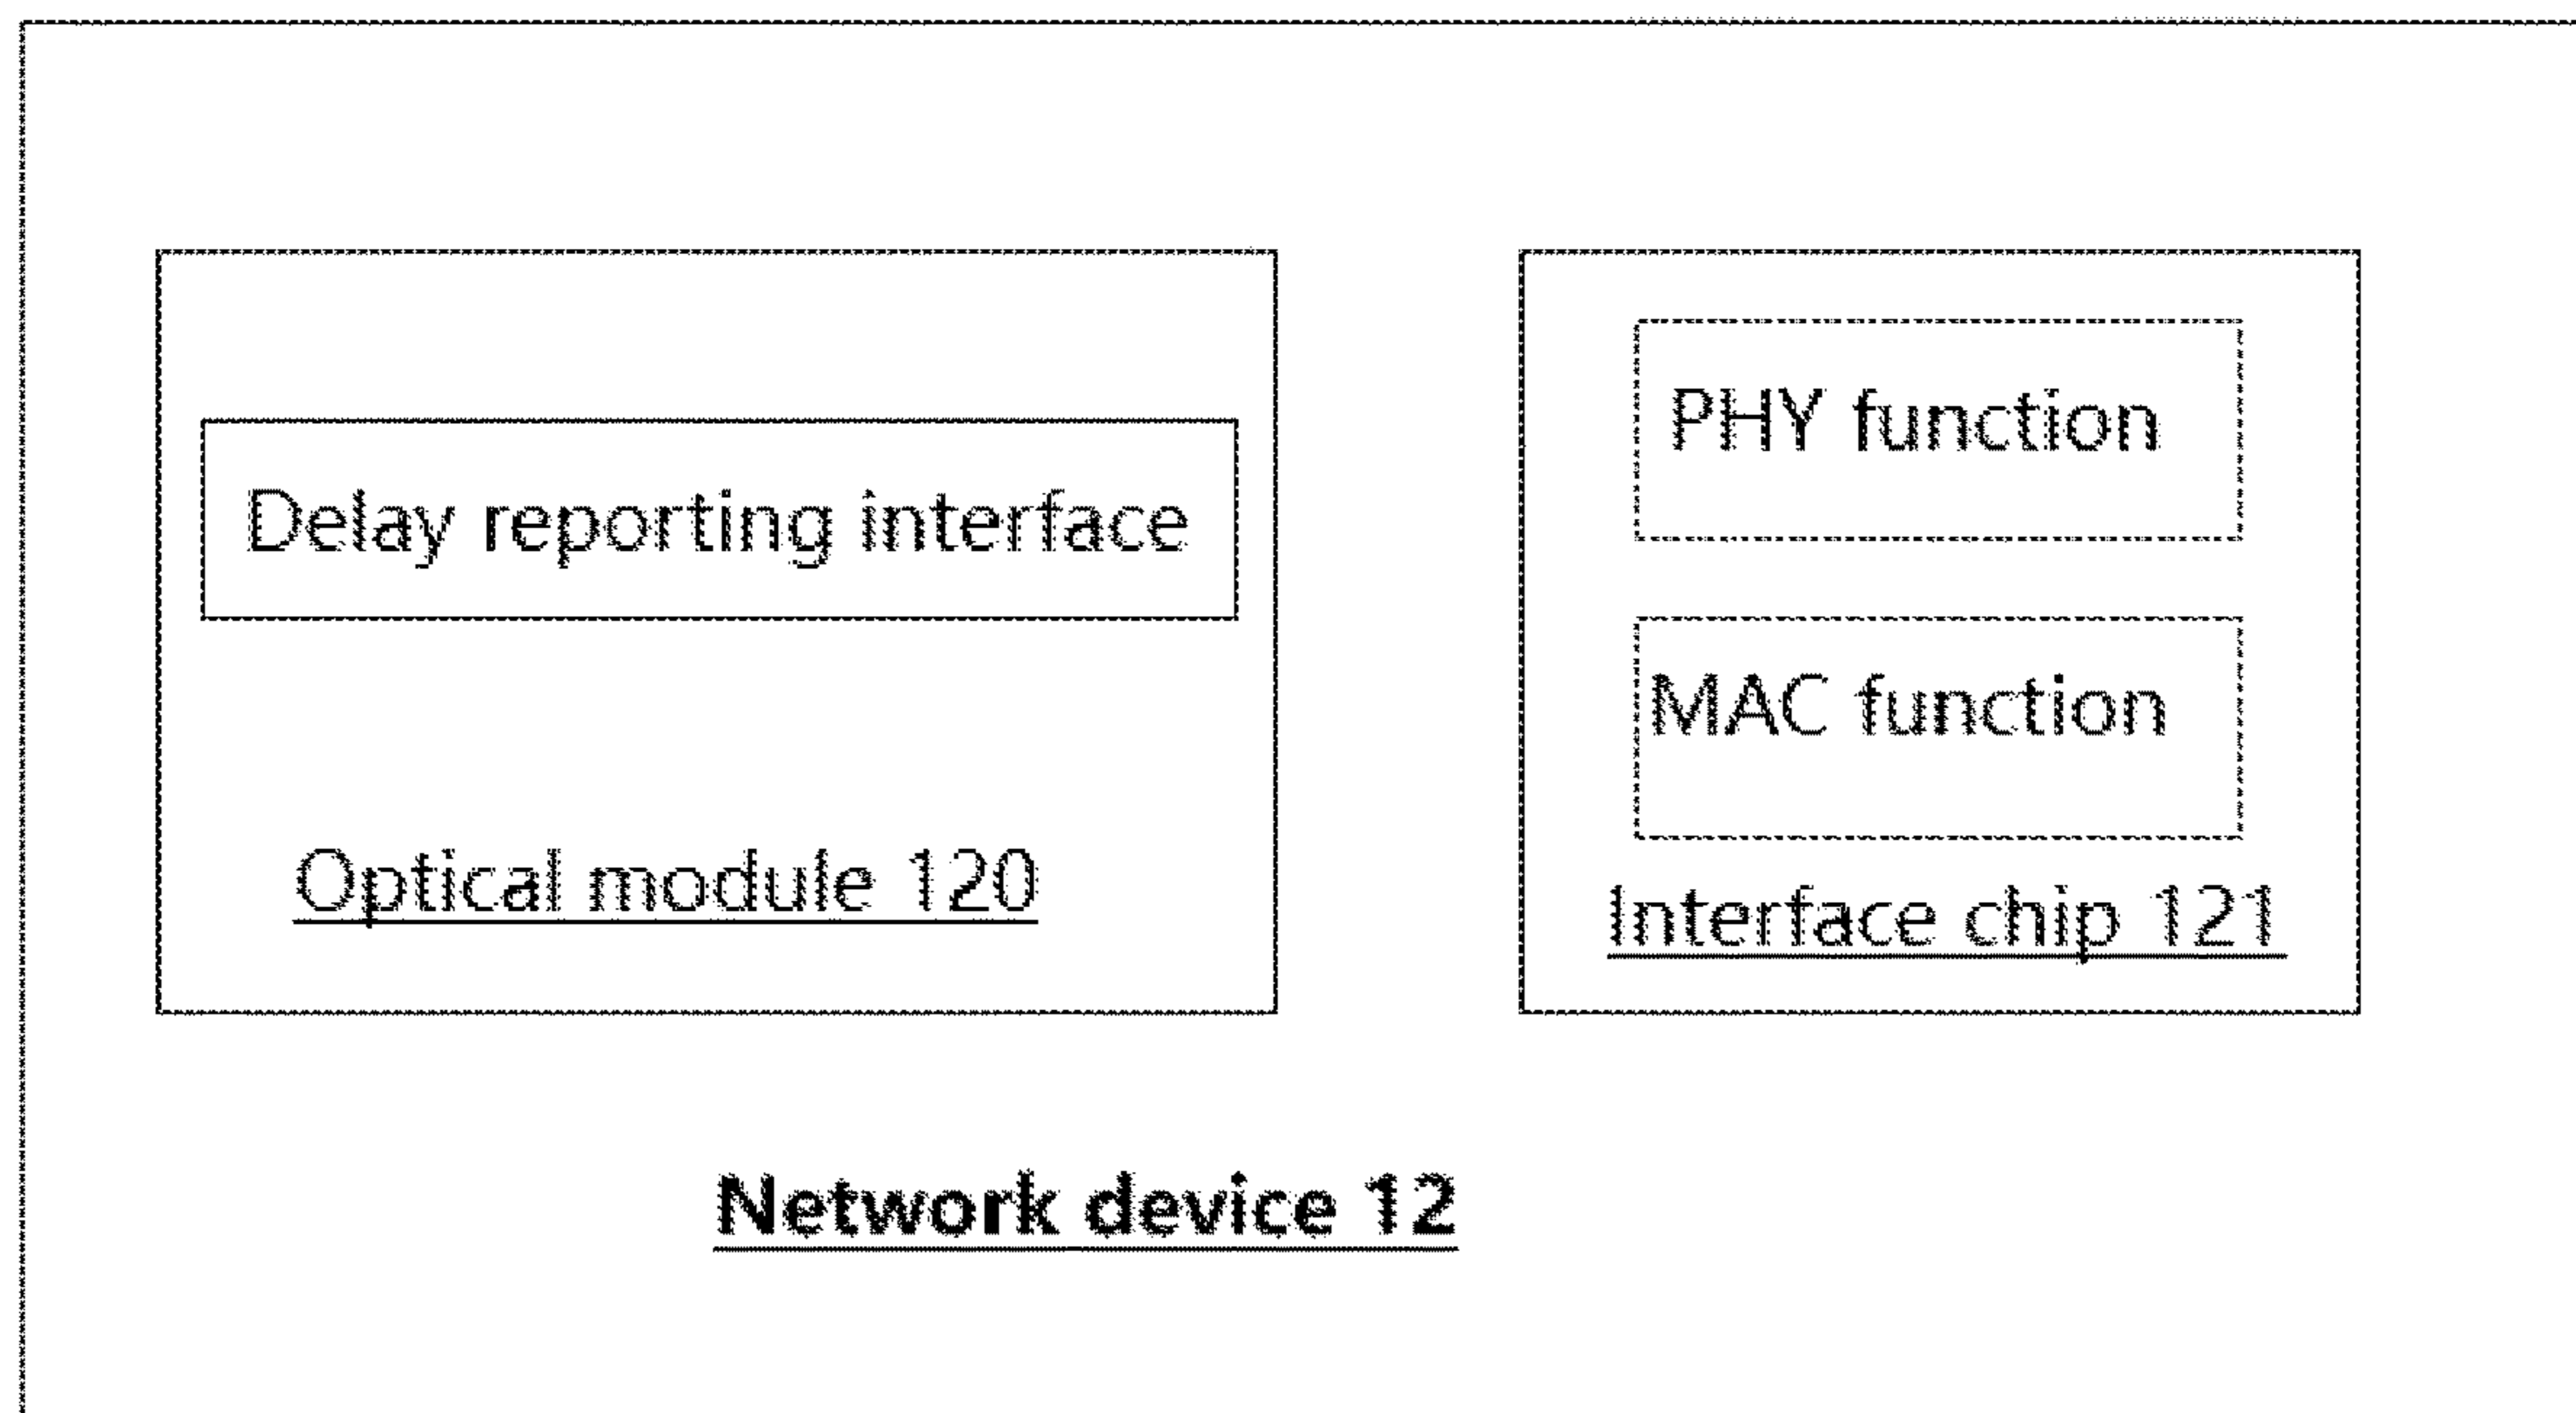 Delay reporting interface
Optical module 120
PHY function
MAC function
Interface chip 121
Network device 12